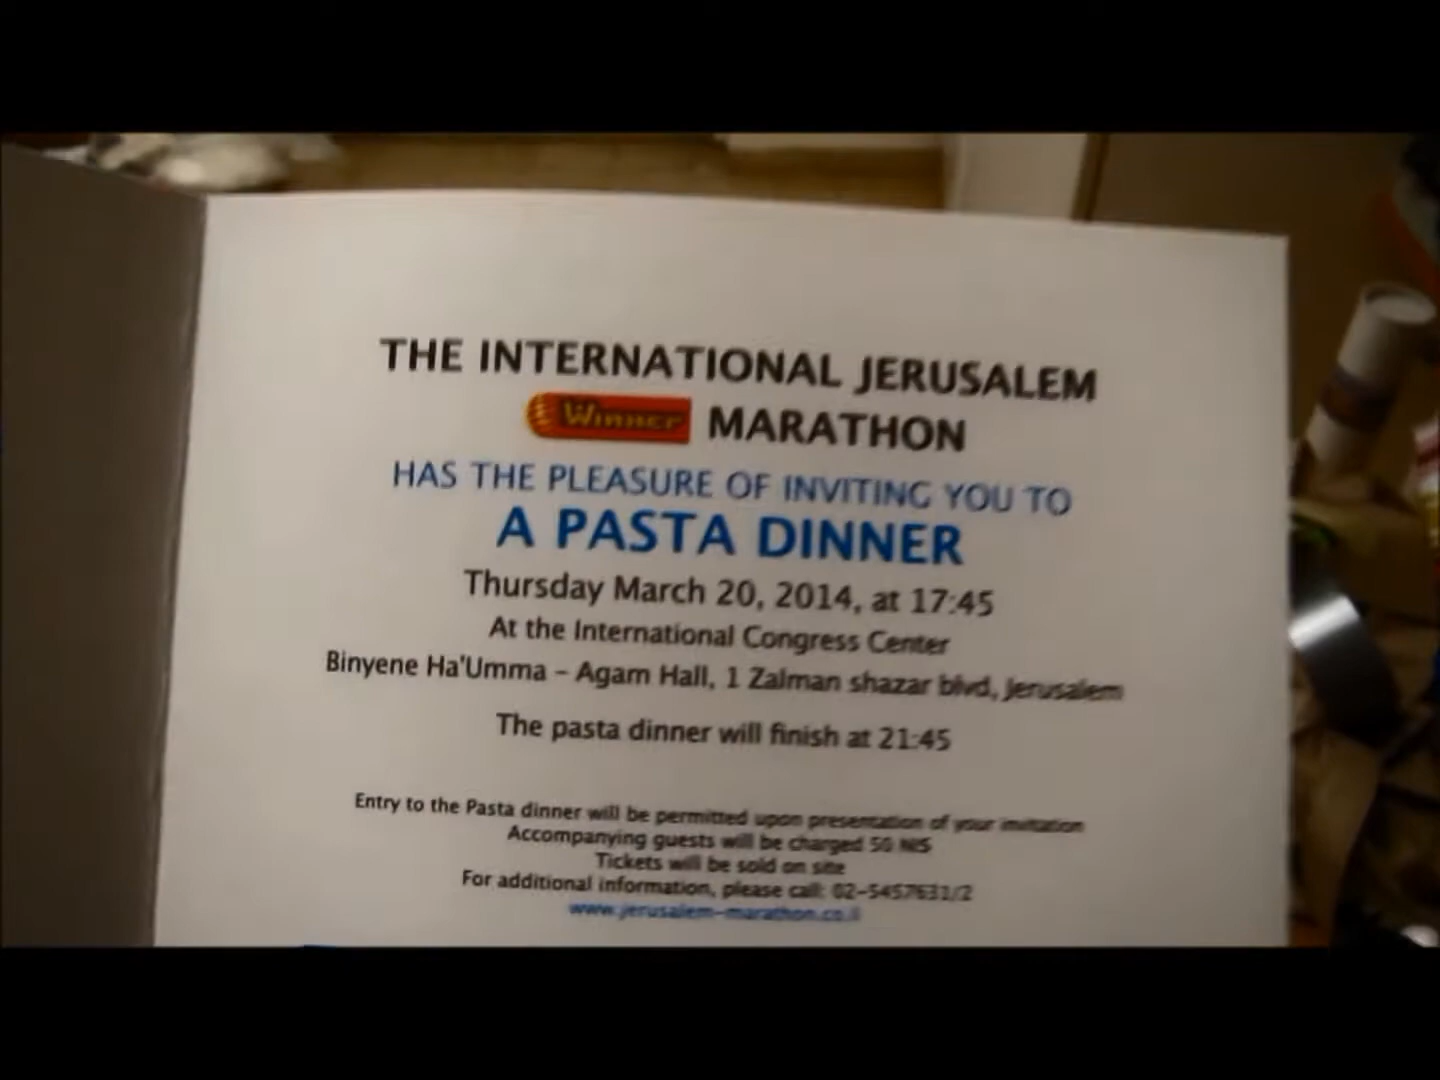 THE INTERNATIONAL JERUSALEM
Winner MARATHON
HAS THE PLEASURE OF INVITING YOU TO
A PASTA DINNER
Thursday March 20, 2014, at 17:45
At the International Congress Center
Binyene Ha'Umma – Agam Hall, 1 Zalman shazar blvd, Jerusalem
The pasta dinner will finish at 21:45
Entry to the Pasta dinner will be permitted upon presentation of your invitation
Accompanying guests will be charged 50 NIS
Tickets will be sold on site
For additional information, please call: 02-5457631/2
www.jerusalem-marathon.co.il